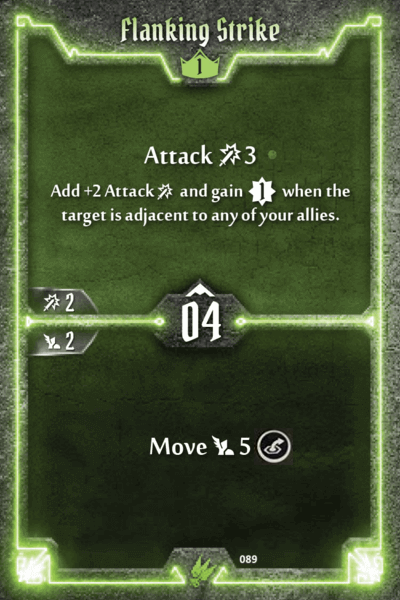 Flanking Strike
1
Attack 3
Add +2 Attack and gain 1 when the
target is adjacent to any of your allies.
2
04
2
Move 5
089